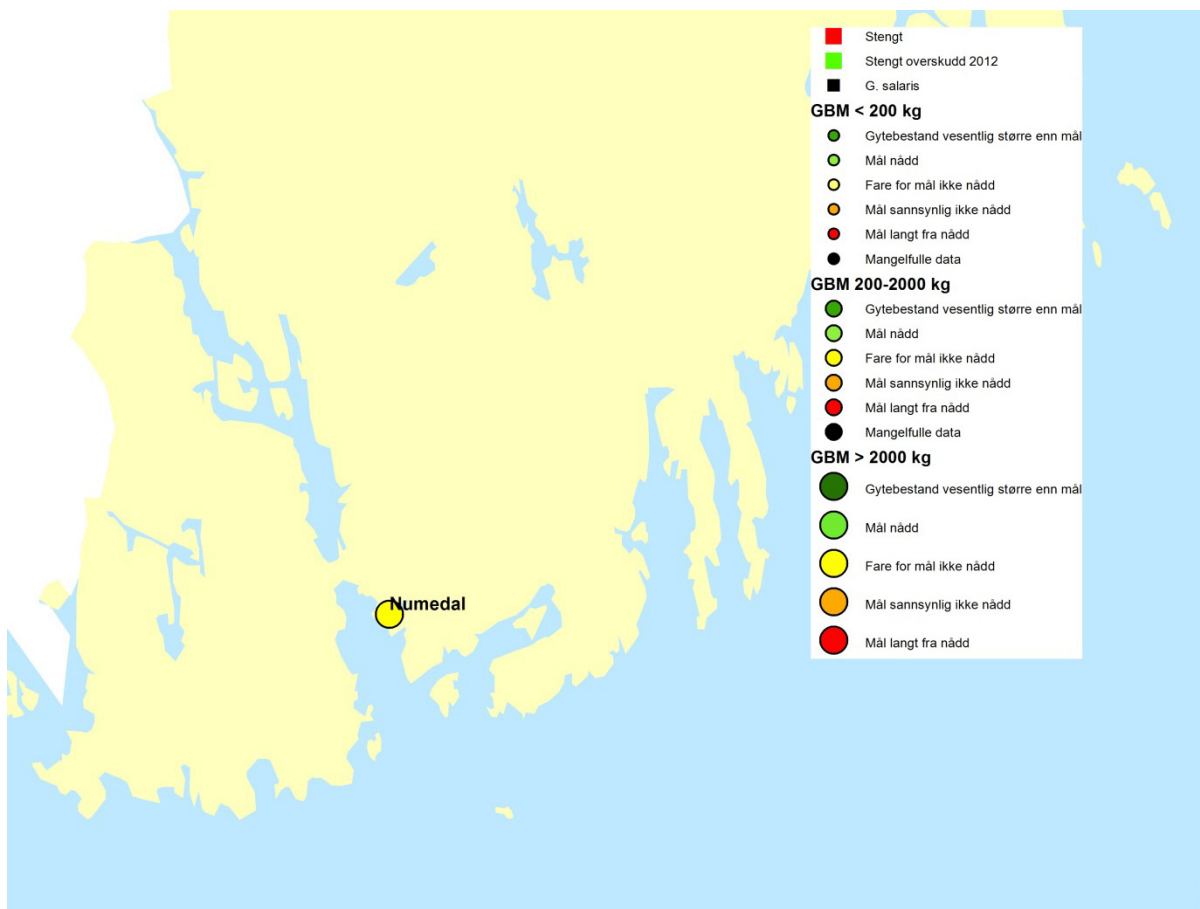 Stengt
Stengt overskudd 2012
G. salaris
GBM < 200 kg
Gytebestand vesentlig større enn mål
Mål nådd
Fare for mål ikke nådd
Mål sannsynlig ikke nådd
Mål langt fra nådd
Mangelfulle data
GBM 200-2000 kg
Gytebestand vesentlig større enn mål
Mål nådd
Fare for mål ikke nådd
Mål sannsynlig ikke nådd
Mål langt fra nådd
Mangelfulle data
GBM > 2000 kg
Gytebestand vesentlig større enn mål
Mål nådd
Fare for mål ikke nådd
Mål sannsynlig ikke nådd
Mål langt fra nådd
Numedal